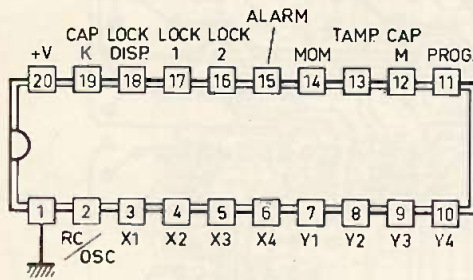 ALARM
CAP LOCK LOCK LOCK TAMP CAP
+V K DISP. 1 2 MOM M PROG.
20 19 18 17 16 15 14 13 12 11
1 2 3 4 5 6 7 8 9 10
RC/OSC X1 X2 X3 X4 Y1 Y2 Y3 Y4